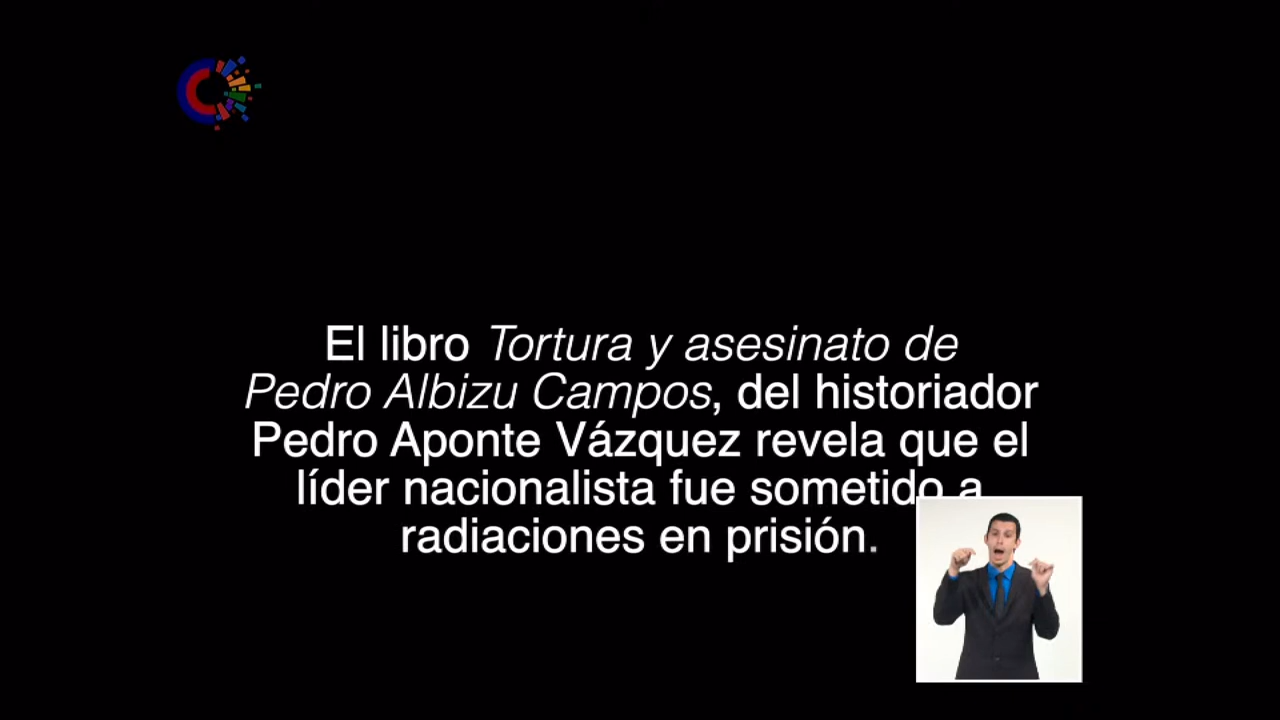 El libro Tortura y asesinato de
Pedro Albizu Campos, del historiador
Pedro Aponte Vázquez revela que el
líder nacionalista fue sometido a
radiaciones en prisión.